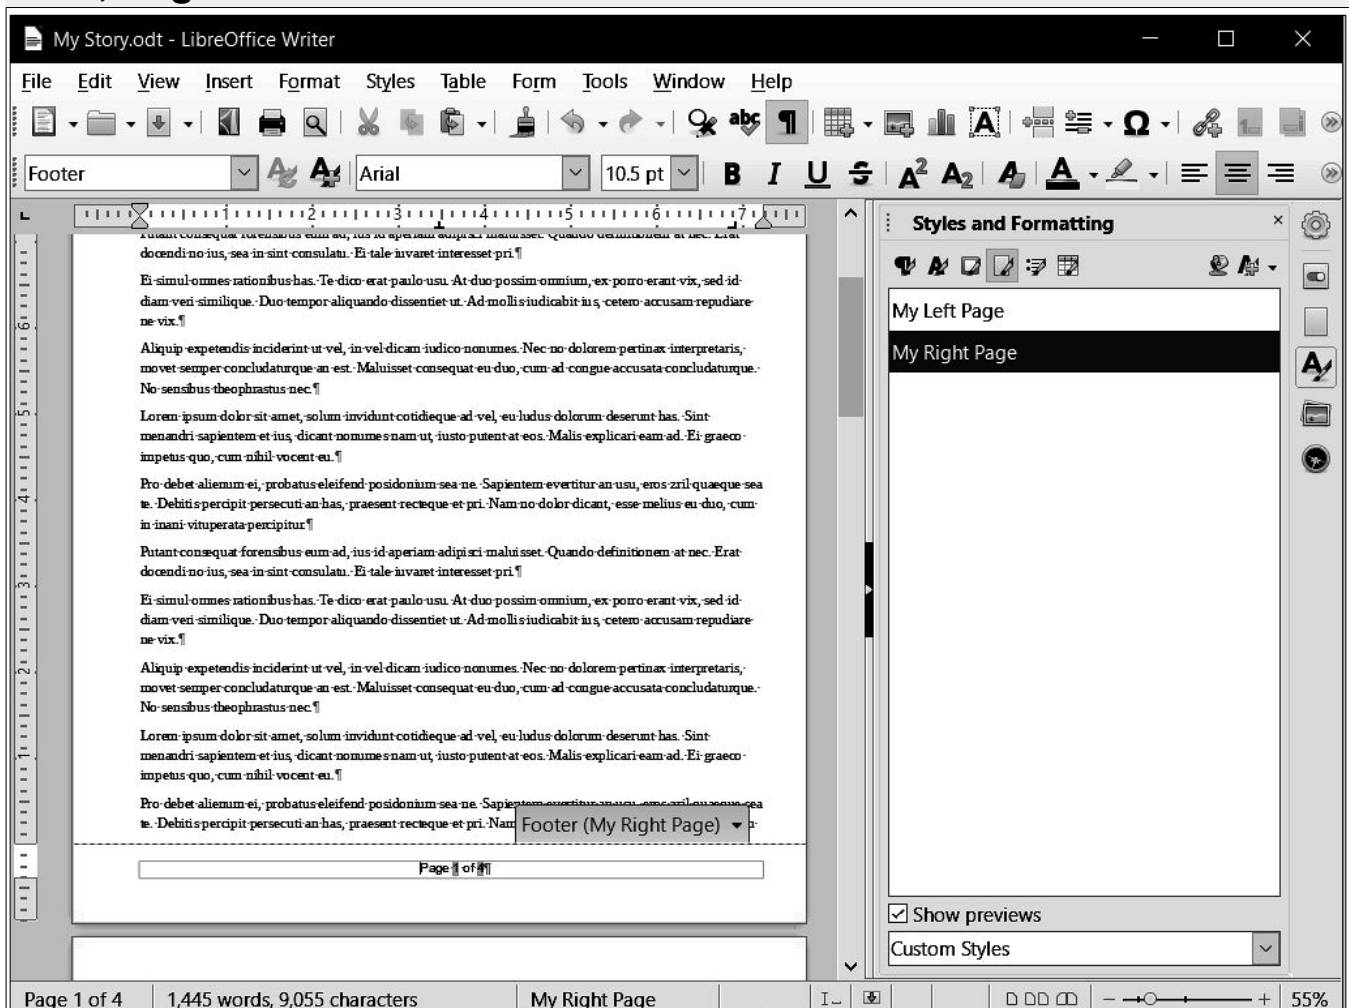 My Story.odt - LibreOffice Writer
File Edit View Insert Format Styles Table Form Tools Window Help
Footer Arial 10.5 pt
1 2 3 4 5 6 7
Styles and Formatting
docendi no ius, sea in sint consulatu. Ei tale iuvaret interesset pri.¶
Ei simul omnes rationibus has. Te dico erat paulo usu. At duo possim omnium, ex porro erant vix, sed id
diam veri similique. Duo tempor aliquando dissentiet ut. Ad mollis iudicabit ius, cetero accusam repudiare
ne vix.¶
Aliquip expetendis inciderint ut vel, in vel dicam iudico nonumes. Nec no dolorem pertinax interpretaris,
movet semper concludaturque an est. Maluisset consequat eu duo, cum ad congue accusata concludaturque.
No sensibus theophrastus nec.¶
Lorem ipsum dolor sit amet, solum invidunt cotidieque ad vel, eu ludus dolorum deserunt has. Sint
menandri sapientem et ius, dicant nonumes nam ut, iusto putent at eos. Malis explicari eam ad. Ei graeco
impetus quo, cum nihil vocent eu.¶
Pro debet alienum ei, probatus eleifend posidonium sea ne. Sapientem evertitur an usu, eros zril quaeque sea
te. Debitis percipit persecuti an has, praesent recteque et pri. Nam no dolor dicant, esse melius eu duo, cum
in inani vituperata percipitur.¶
Putant consequat forensibus eum ad, ius id aperiam adipisci maluisset. Quando definitionem at nec. Erat
docendi no ius, sea in sint consulatu. Ei tale iuvaret interesset pri.¶
Ei simul omnes rationibus has. Te dico erat paulo usu. At duo possim omnium, ex porro erant vix, sed id
diam veri similique. Duo tempor aliquando dissentiet ut. Ad mollis iudicabit ius, cetero accusam repudiare
ne vix.¶
Aliquip expetendis inciderint ut vel, in vel dicam iudico nonumes. Nec no dolorem pertinax interpretaris,
movet semper concludaturque an est. Maluisset consequat eu duo, cum ad congue accusata concludaturque.
No sensibus theophrastus nec.¶
Lorem ipsum dolor sit amet, solum invidunt cotidieque ad vel, eu ludus dolorum deserunt has. Sint
menandri sapientem et ius, dicant nonumes nam ut, iusto putent at eos. Malis explicari eam ad. Ei graeco
impetus quo, cum nihil vocent eu.¶
Pro debet alienum ei, probatus eleifend posidonium sea ne.
te. Debitis percipit persecuti an has, praesent recteque et pri. Nam
Footer (My Right Page)
Page 1 of 4¶
My Left Page
My Right Page
Show previews
Custom Styles
Page 1 of 4 1,445 words, 9,055 characters My Right Page 55%